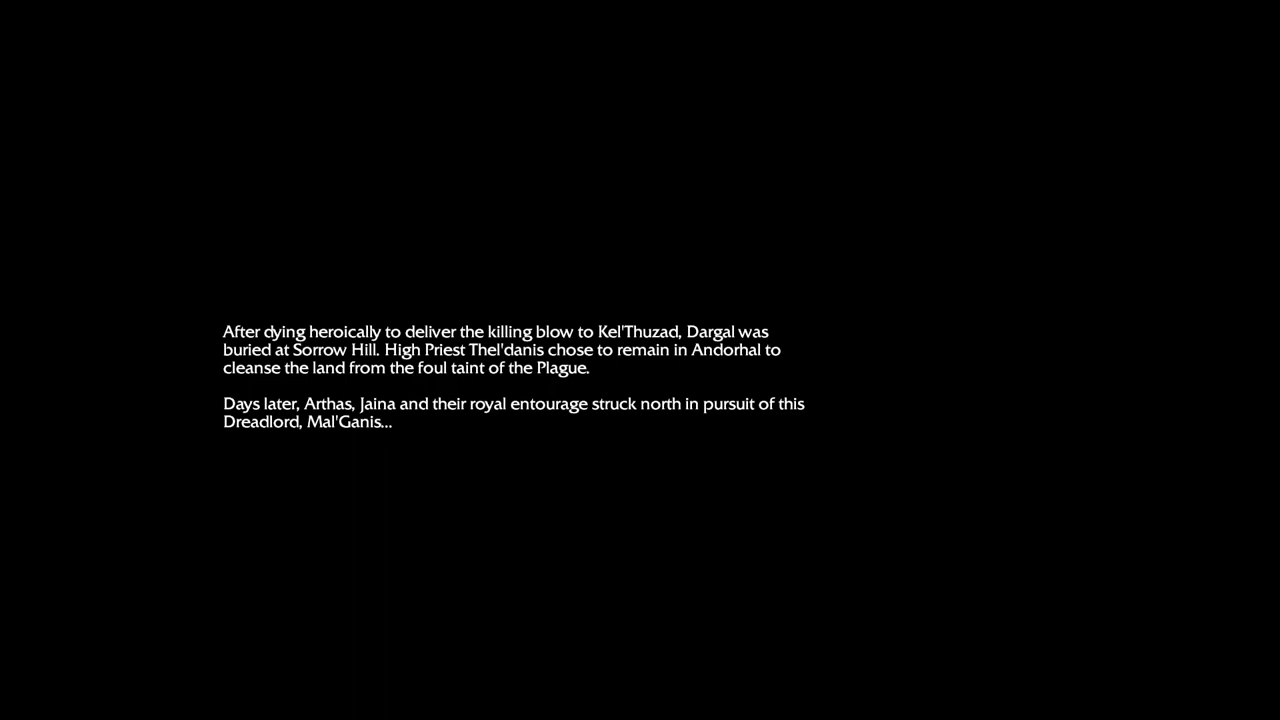 After dying heroically to deliver the killing blow to Kel'Thuzad, Dargal was
buried at Sorrow Hill. High Priest Thel'danis chose to remain in Andorhal to
cleanse the land from the foul taint of the Plague.
Days later, Arthas, Jaina and their royal entourage struck north in pursuit of this
Dreadlord, Mal'Ganis...